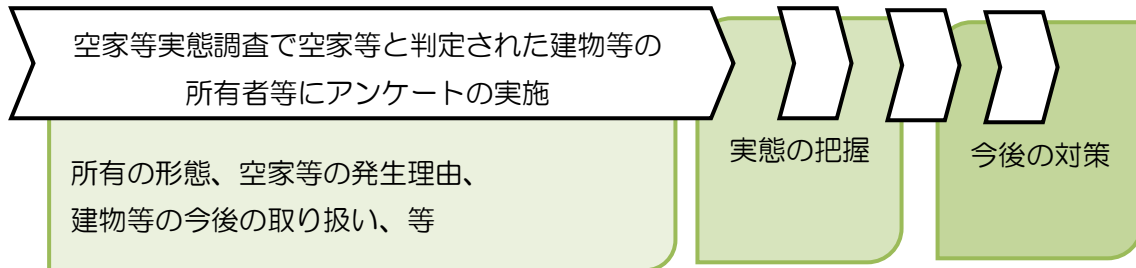 空家等実態調査で空家等と判定された建物等の
所有者等にアンケートの実施
所有の形態、空家等の発生理由、
建物等の今後の取り扱い、等
実態の把握
今後の対策